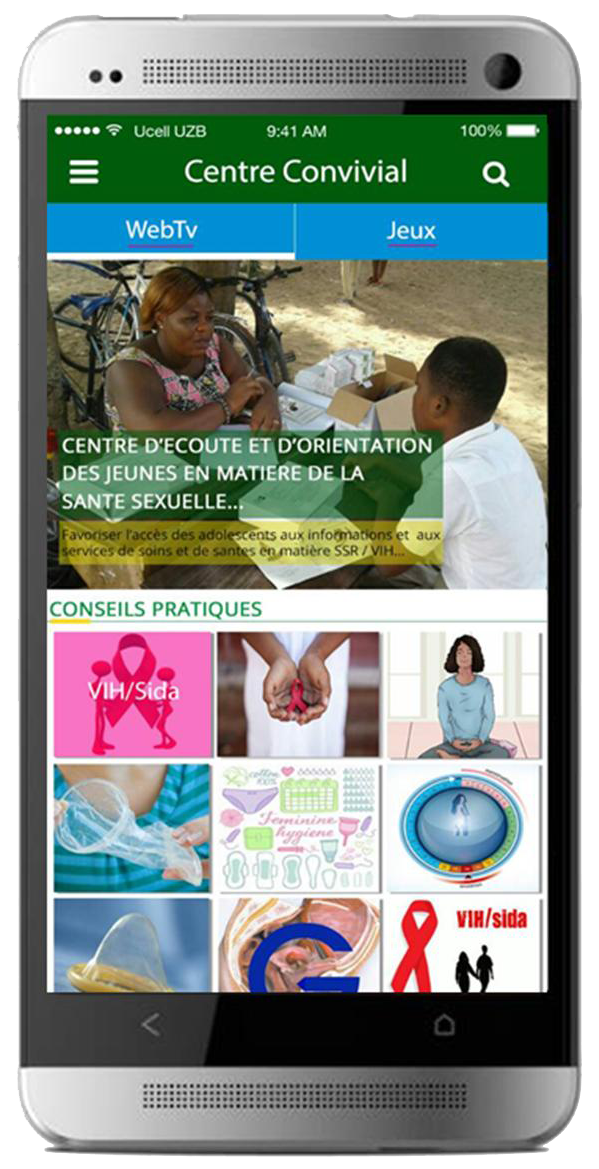 Ucell UZB 9:41 AM 100%
Centre Convivial
WebTv Jeux
CENTRE D'ECOUTE ET D'ORIENTATION
DES JEUNES EN MATIERE DE LA
SANTE SEXUELLE...
Favoriser l'accès des adolescents aux informations et aux
services de soins et de santes en matière SSR / VIH...
CONSEILS PRATIQUES
VIH/Sida
100%
Feminine
hygiene
G
VIH/sida